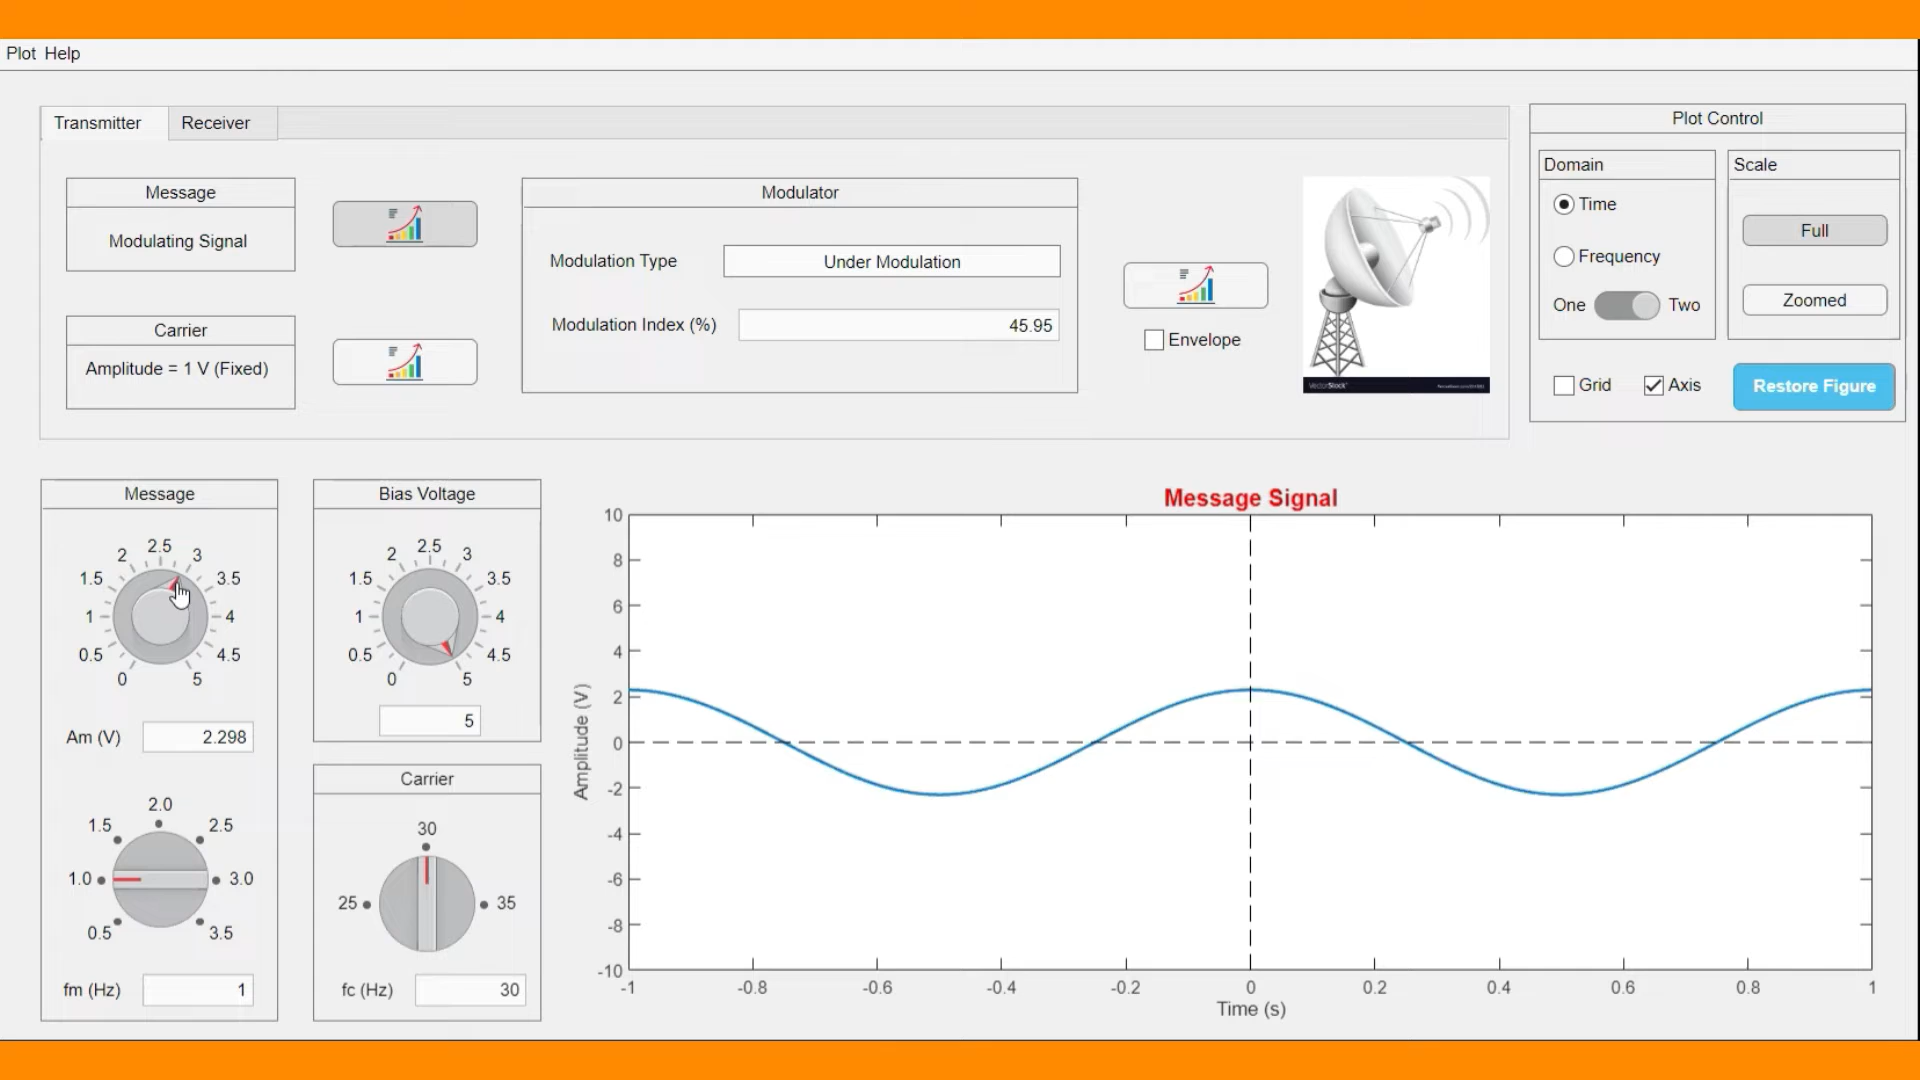 Plot Help
Transmitter Receiver
Message
Modulating Signal
Carrier
Amplitude = 1 V (Fixed)
Modulator
Modulation Type Under Modulation
Modulation Index (%) 45.95
Envelope
VectorStock
Plot Control
Domain
Time
Frequency
One Two
Scale
Full
Zoomed
Grid Axis Restore Figure
Message
0 0.5 1 1.5 2 2.5 3 3.5 4 4.5 5
Am (V) 2.298
0.5 1.0 1.5 2.0 2.5 3.0 3.5
fm (Hz) 1
Bias Voltage
0 0.5 1 1.5 2 2.5 3 3.5 4 4.5 5
5
Carrier
25 30 35
fc (Hz) 30
Message Signal
Amplitude (V)
10
8
6
4
2
0
-2
-4
-6
-8
-10
-1 -0.8 -0.6 -0.4 -0.2 0 0.2 0.4 0.6 0.8 1
Time (s)